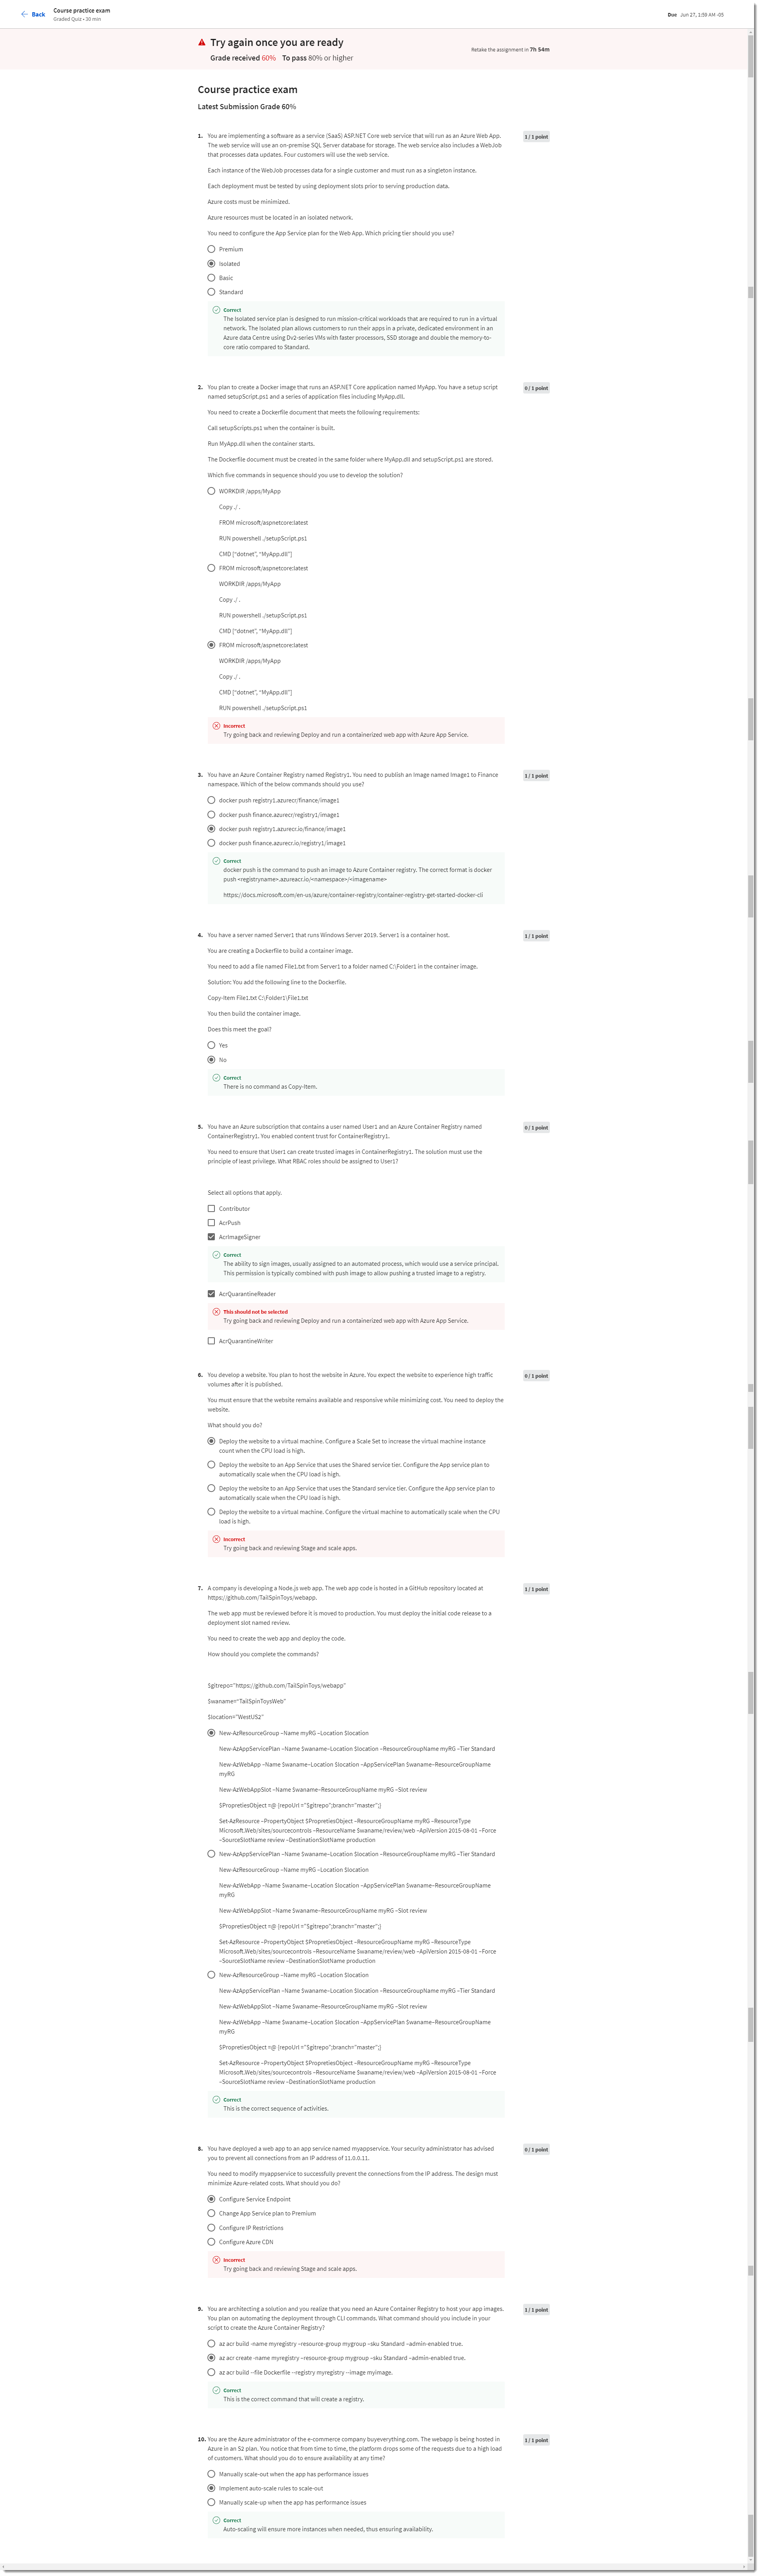 Back
Course practice exam
Graded Quiz • 30 min
Due Jun 27, 1:59 AM -05
Try again once you are ready
Grade received 60% To pass 80% or higher
Retake the assignment in 7h 54m
Course practice exam
Latest Submission Grade 60%
1. You are implementing a software as a service (SaaS) ASP.NET Core web service that will run as an Azure Web App.
The web service will use an on-premise SQL Server database for storage. The web service also includes a WebJob
that processes data updates. Four customers will use the web service.
1 / 1 point
Each instance of the WebJob processes data for a single customer and must run as a singleton instance.
Each deployment must be tested by using deployment slots prior to serving production data.
Azure costs must be minimized.
Azure resources must be located in an isolated network.
You need to configure the App Service plan for the Web App. Which pricing tier should you use?
Premium
Isolated
Basic
Standard
Correct
The Isolated service plan is designed to run mission-critical workloads that are required to run in a virtual
network. The Isolated plan allows customers to run their apps in a private, dedicated environment in an
Azure data Centre using Dv2-series VMs with faster processors, SSD storage and double the memory-to-
core ratio compared to Standard.
2. You plan to create a Docker image that runs an ASP.NET Core application named MyApp. You have a setup script
named setupScript.ps1 and a series of application files including MyApp.dll.
0 / 1 point
You need to create a Dockerfile document that meets the following requirements:
Call setupScripts.ps1 when the container is built.
Run MyApp.dll when the container starts.
The Dockerfile document must be created in the same folder where MyApp.dll and setupScript.ps1 are stored.
Which five commands in sequence should you use to develop the solution?
WORKDIR /apps/MyApp
Copy ./ .
FROM microsoft/aspnetcore:latest
RUN powershell ./setupScript.ps1
CMD ["dotnet", "MyApp.dll"]
FROM microsoft/aspnetcore:latest
WORKDIR /apps/MyApp
Copy ./ .
RUN powershell ./setupScript.ps1
CMD ["dotnet", "MyApp.dll"]
FROM microsoft/aspnetcore:latest
WORKDIR /apps/MyApp
Copy ./ .
CMD ["dotnet", "MyApp.dll"]
RUN powershell ./setupScript.ps1
Incorrect
Try going back and reviewing Deploy and run a containerized web app with Azure App Service.
3. You have an Azure Container Registry named Registry1. You need to publish an Image named Image1 to Finance
namespace. Which of the below commands should you use?
1 / 1 point
docker push registry1.azurecr/finance/image1
docker push finance.azurecr/registry1/image1
docker push registry1.azurecr.io/finance/image1
docker push finance.azurecr.io/registry1/image1
Correct
docker push is the command to push an image to Azure Container registry. The correct format is docker
push <registryname>.azureacr.io/<namespace>/<imagename>
https://docs.microsoft.com/en-us/azure/container-registry/container-registry-get-started-docker-cli
4. You have a server named Server1 that runs Windows Server 2019. Server1 is a container host.
1 / 1 point
You are creating a Dockerfile to build a container image.
You need to add a file named File1.txt from Server1 to a folder named C:\Folder1 in the container image.
Solution: You add the following line to the Dockerfile.
Copy-Item File1.txt C:\Folder1\File1.txt
You then build the container image.
Does this meet the goal?
Yes
No
Correct
There is no command as Copy-Item.
5. You have an Azure subscription that contains a user named User1 and an Azure Container Registry named
ContainerRegistry1. You enabled content trust for ContainerRegistry1.
0 / 1 point
You need to ensure that User1 can create trusted images in ContainerRegistry1. The solution must use the
principle of least privilege. What RBAC roles should be assigned to User1?
Select all options that apply.
Contributor
AcrPush
AcrImageSigner
Correct
The ability to sign images, usually assigned to an automated process, which would use a service principal.
This permission is typically combined with push image to allow pushing a trusted image to a registry.
AcrQuarantineReader
This should not be selected
Try going back and reviewing Deploy and run a containerized web app with Azure App Service.
AcrQuarantineWriter
6. You develop a website. You plan to host the website in Azure. You expect the website to experience high traffic
volumes after it is published.
0 / 1 point
You must ensure that the website remains available and responsive while minimizing cost. You need to deploy the
website.
What should you do?
Deploy the website to a virtual machine. Configure a Scale Set to increase the virtual machine instance
count when the CPU load is high.
Deploy the website to an App Service that uses the Shared service tier. Configure the App service plan to
automatically scale when the CPU load is high.
Deploy the website to an App Service that uses the Standard service tier. Configure the App service plan to
automatically scale when the CPU load is high.
Deploy the website to a virtual machine. Configure the virtual machine to automatically scale when the CPU
load is high.
Incorrect
Try going back and reviewing Stage and scale apps.
7. A company is developing a Node.js web app. The web app code is hosted in a GitHub repository located at
https://github.com/TailSpinToys/webapp.
1 / 1 point
The web app must be reviewed before it is moved to production. You must deploy the initial code release to a
deployment slot named review.
You need to create the web app and deploy the code.
How should you complete the commands?
$gitrepo="https://github.com/TailSpinToys/webapp"
$waname="TailSpinToysWeb"
$location="WestUS2"
New-AzResourceGroup –Name myRG –Location $location
New-AzAppServicePlan –Name $waname–Location $location –ResourceGroupName myRG –Tier Standard
New-AzWebApp –Name $waname–Location $location –AppServicePlan $waname–ResourceGroupName
myRG
New-AzWebAppSlot –Name $waname–ResourceGroupName myRG –Slot review
$PropretiesObject =@ {repoUrl ="$gitrepo";branch="master";}
Set-AzResource –PropertyObject $PropretiesObject –ResourceGroupName myRG –ResourceType
Microsoft.Web/sites/sourcecontrols –ResourceName $waname/review/web –ApiVersion 2015-08-01 –Force
–SourceSlotName review –DestinationSlotName production
New-AzAppServicePlan –Name $waname–Location $location –ResourceGroupName myRG –Tier Standard
New-AzResourceGroup –Name myRG –Location $location
New-AzWebApp –Name $waname–Location $location –AppServicePlan $waname–ResourceGroupName
myRG
New-AzWebAppSlot –Name $waname–ResourceGroupName myRG –Slot review
$PropretiesObject =@ {repoUrl ="$gitrepo";branch="master";}
Set-AzResource –PropertyObject $PropretiesObject –ResourceGroupName myRG –ResourceType
Microsoft.Web/sites/sourcecontrols –ResourceName $waname/review/web –ApiVersion 2015-08-01 –Force
–SourceSlotName review –DestinationSlotName production
New-AzResourceGroup –Name myRG –Location $location
New-AzAppServicePlan –Name $waname–Location $location –ResourceGroupName myRG –Tier Standard
New-AzWebAppSlot –Name $waname–ResourceGroupName myRG –Slot review
New-AzWebApp –Name $waname–Location $location –AppServicePlan $waname–ResourceGroupName
myRG
$PropretiesObject =@ {repoUrl ="$gitrepo";branch="master";}
Set-AzResource –PropertyObject $PropretiesObject –ResourceGroupName myRG –ResourceType
Microsoft.Web/sites/sourcecontrols –ResourceName $waname/review/web –ApiVersion 2015-08-01 –Force
–SourceSlotName review –DestinationSlotName production
Correct
This is the correct sequence of activities.
8. You have deployed a web app to an app service named myappservice. Your security administrator has advised
you to prevent all connections from an IP address of 11.0.0.11.
0 / 1 point
You need to modify myappservice to successfully prevent the connections from the IP address. The design must
minimize Azure-related costs. What should you do?
Configure Service Endpoint
Change App Service plan to Premium
Configure IP Restrictions
Configure Azure CDN
Incorrect
Try going back and reviewing Stage and scale apps.
9. You are architecting a solution and you realize that you need an Azure Container Registry to host your app images.
You plan on automating the deployment through CLI commands. What command should you include in your
script to create the Azure Container Registry?
1 / 1 point
az acr build -name myregistry –resource-group mygroup –sku Standard –admin-enabled true.
az acr create -name myregistry –resource-group mygroup –sku Standard –admin-enabled true.
az acr build --file Dockerfile --registry myregistry --image myimage.
Correct
This is the correct command that will create a registry.
10. You are the Azure administrator of the e-commerce company buyeverything.com. The webapp is being hosted in
Azure in an S2 plan. You notice that from time to time, the platform drops some of the requests due to a high load
of customers. What should you do to ensure availability at any time?
1 / 1 point
Manually scale-out when the app has performance issues
Implement auto-scale rules to scale-out
Manually scale-up when the app has performance issues
Correct
Auto-scaling will ensure more instances when needed, thus ensuring availability.